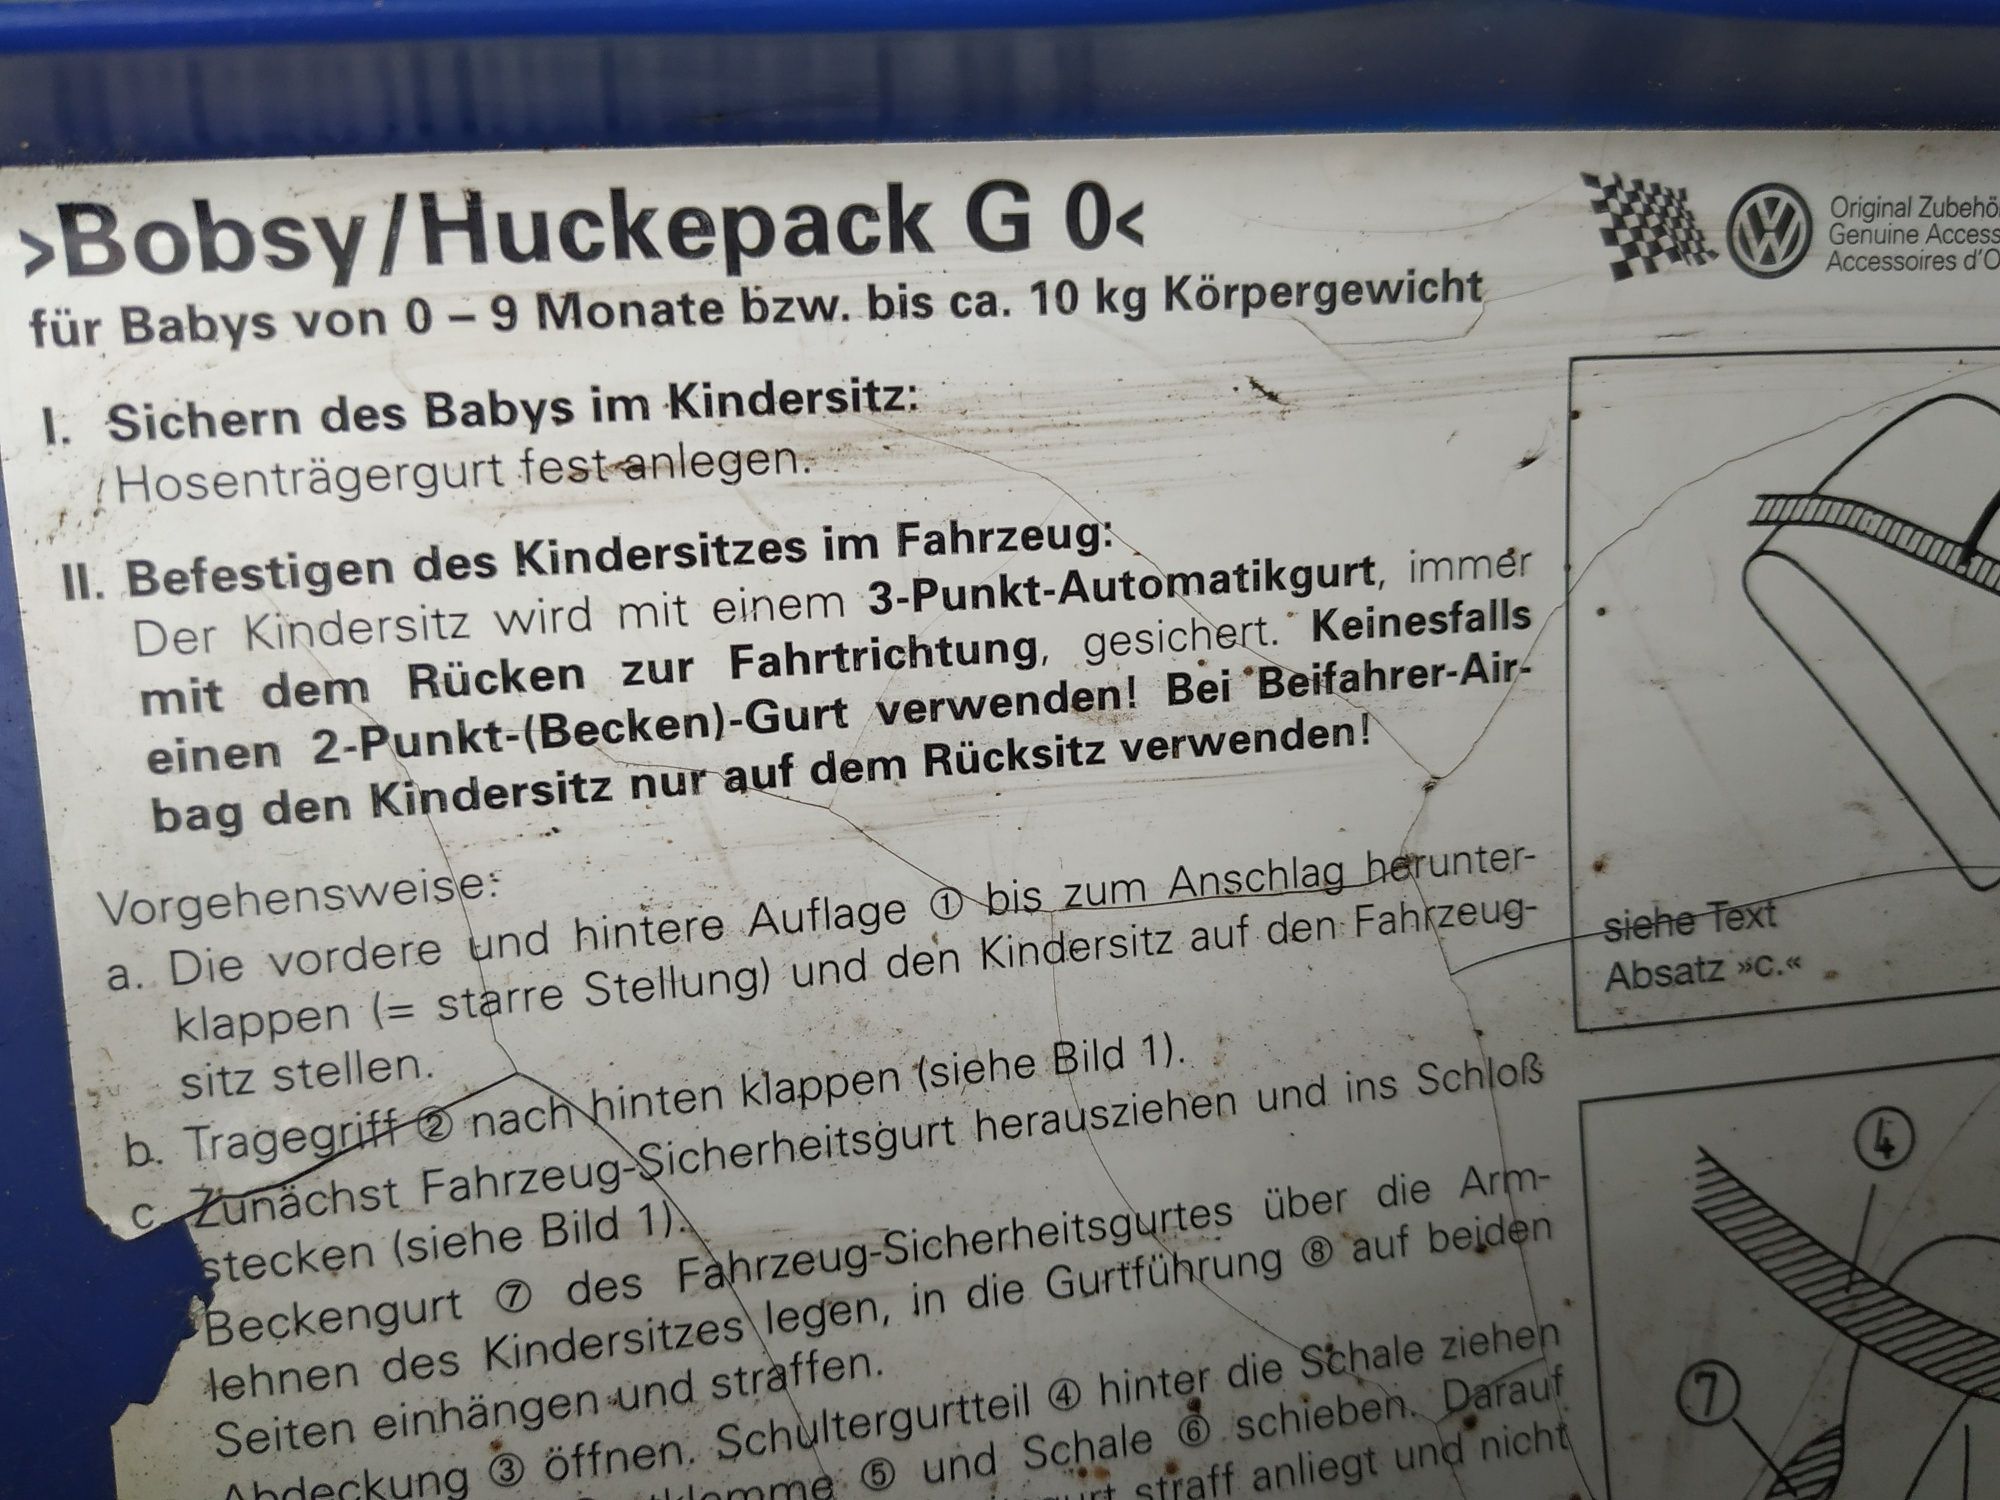 >Bobsy/Huckepack G 0<
für Babys von 0 – 9 Monate bzw. bis ca. 10 kg Körpergewicht
Original Zubehö
Genuine Access
Accessoires d'O
I. Sichern des Babys im Kindersitz:
Hosenträgergurt fest anlegen.
II. Befestigen des Kindersitzes im Fahrzeug:
Der Kindersitz wird mit einem 3-Punkt-Automatikgurt, immer
mit dem Rücken zur Fahrtrichtung, gesichert. Keinesfalls
einen 2-Punkt-(Becken)-Gurt verwenden! Bei Beifahrer-Air-
bag den Kindersitz nur auf dem Rücksitz verwenden!
Vorgehensweise:
a. Die vordere und hintere Auflage ① bis zum Anschlag herunter-
klappen (= starre Stellung) und den Kindersitz auf den Fahrzeug-
sitz stellen.
b. Tragegriff ② nach hinten klappen (siehe Bild 1).
c. Zunächst Fahrzeug-Sicherheitsgurt herausziehen und ins Schloß
stecken (siehe Bild 1).
Beckengurt ⑦ des Fahrzeug-Sicherheitsgurtes über die Arm-
lehnen des Kindersitzes legen, in die Gurtführung ⑧ auf beiden
Seiten einhängen und straffen.
Abdeckung ③ öffnen. Schultergurtteil ④ hinter die Schale ziehen
⑤ und Schale ⑥ schieben. Darauf
straff anliegt und nicht
siehe Text
Absatz »c.«
④
⑦